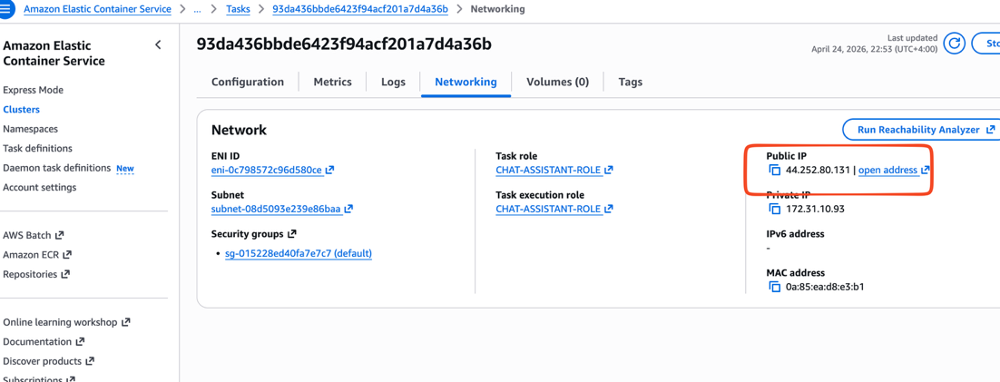 Amazon Elastic Container Service > ... > Tasks > 93da436bbde6423f94acf201a7d4a36b > Networking
Amazon Elastic
Container Service
Express Mode
Clusters
Namespaces
Task definitions
Daemon task definitions New
Account settings
AWS Batch
Amazon ECR
Repositories
Online learning workshop
Documentation
Discover products
Subscriptions
93da436bbde6423f94acf201a7d4a36b
Last updated
April 24, 2026, 22:53 (UTC+4:00)
Configuration
Metrics
Logs
Networking
Volumes (0)
Tags
Network
Run Reachability Analyzer
ENI ID
eni-0c798572c96d580ce
Subnet
subnet-08d5093e239e86baa
Security groups
• sg-015228ed40fa7e7c7 (default)
Task role
CHAT-ASSISTANT-ROLE
Task execution role
CHAT-ASSISTANT-ROLE
Public IP
44.252.80.131 | open address
Private IP
172.31.10.93
IPv6 address
-
MAC address
0a:85:ea:d8:e3:b1